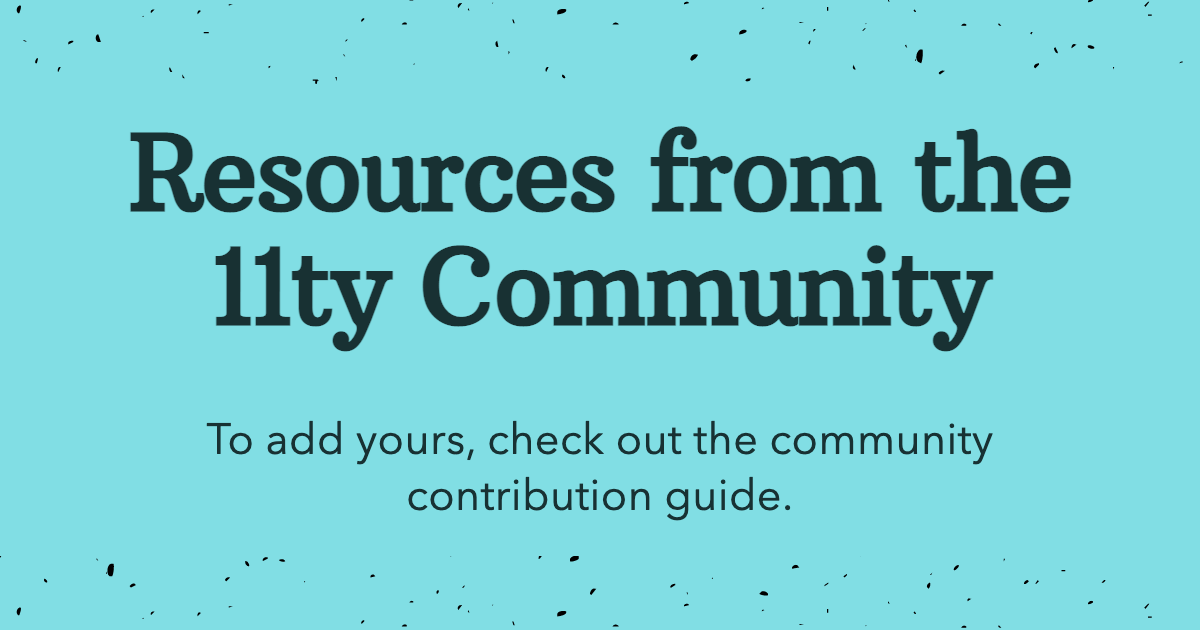 Resources from the
11ty Community
To add yours, check out the community
contribution guide.